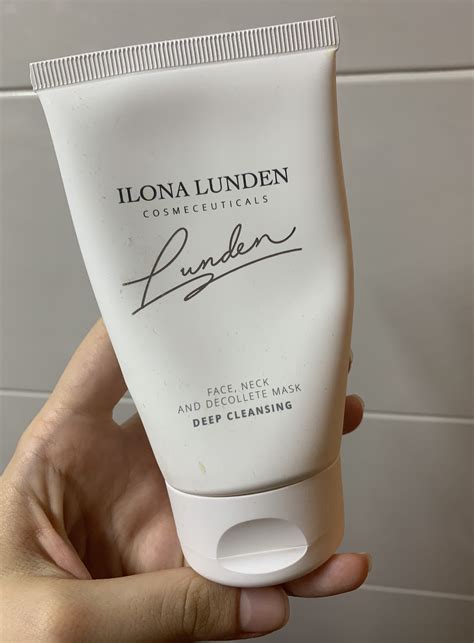 ILONA LUNDEN
COSMECEUTICALS
Lunden
FACE, NECK
AND DECOLLETE MASK
DEEP CLEANSING